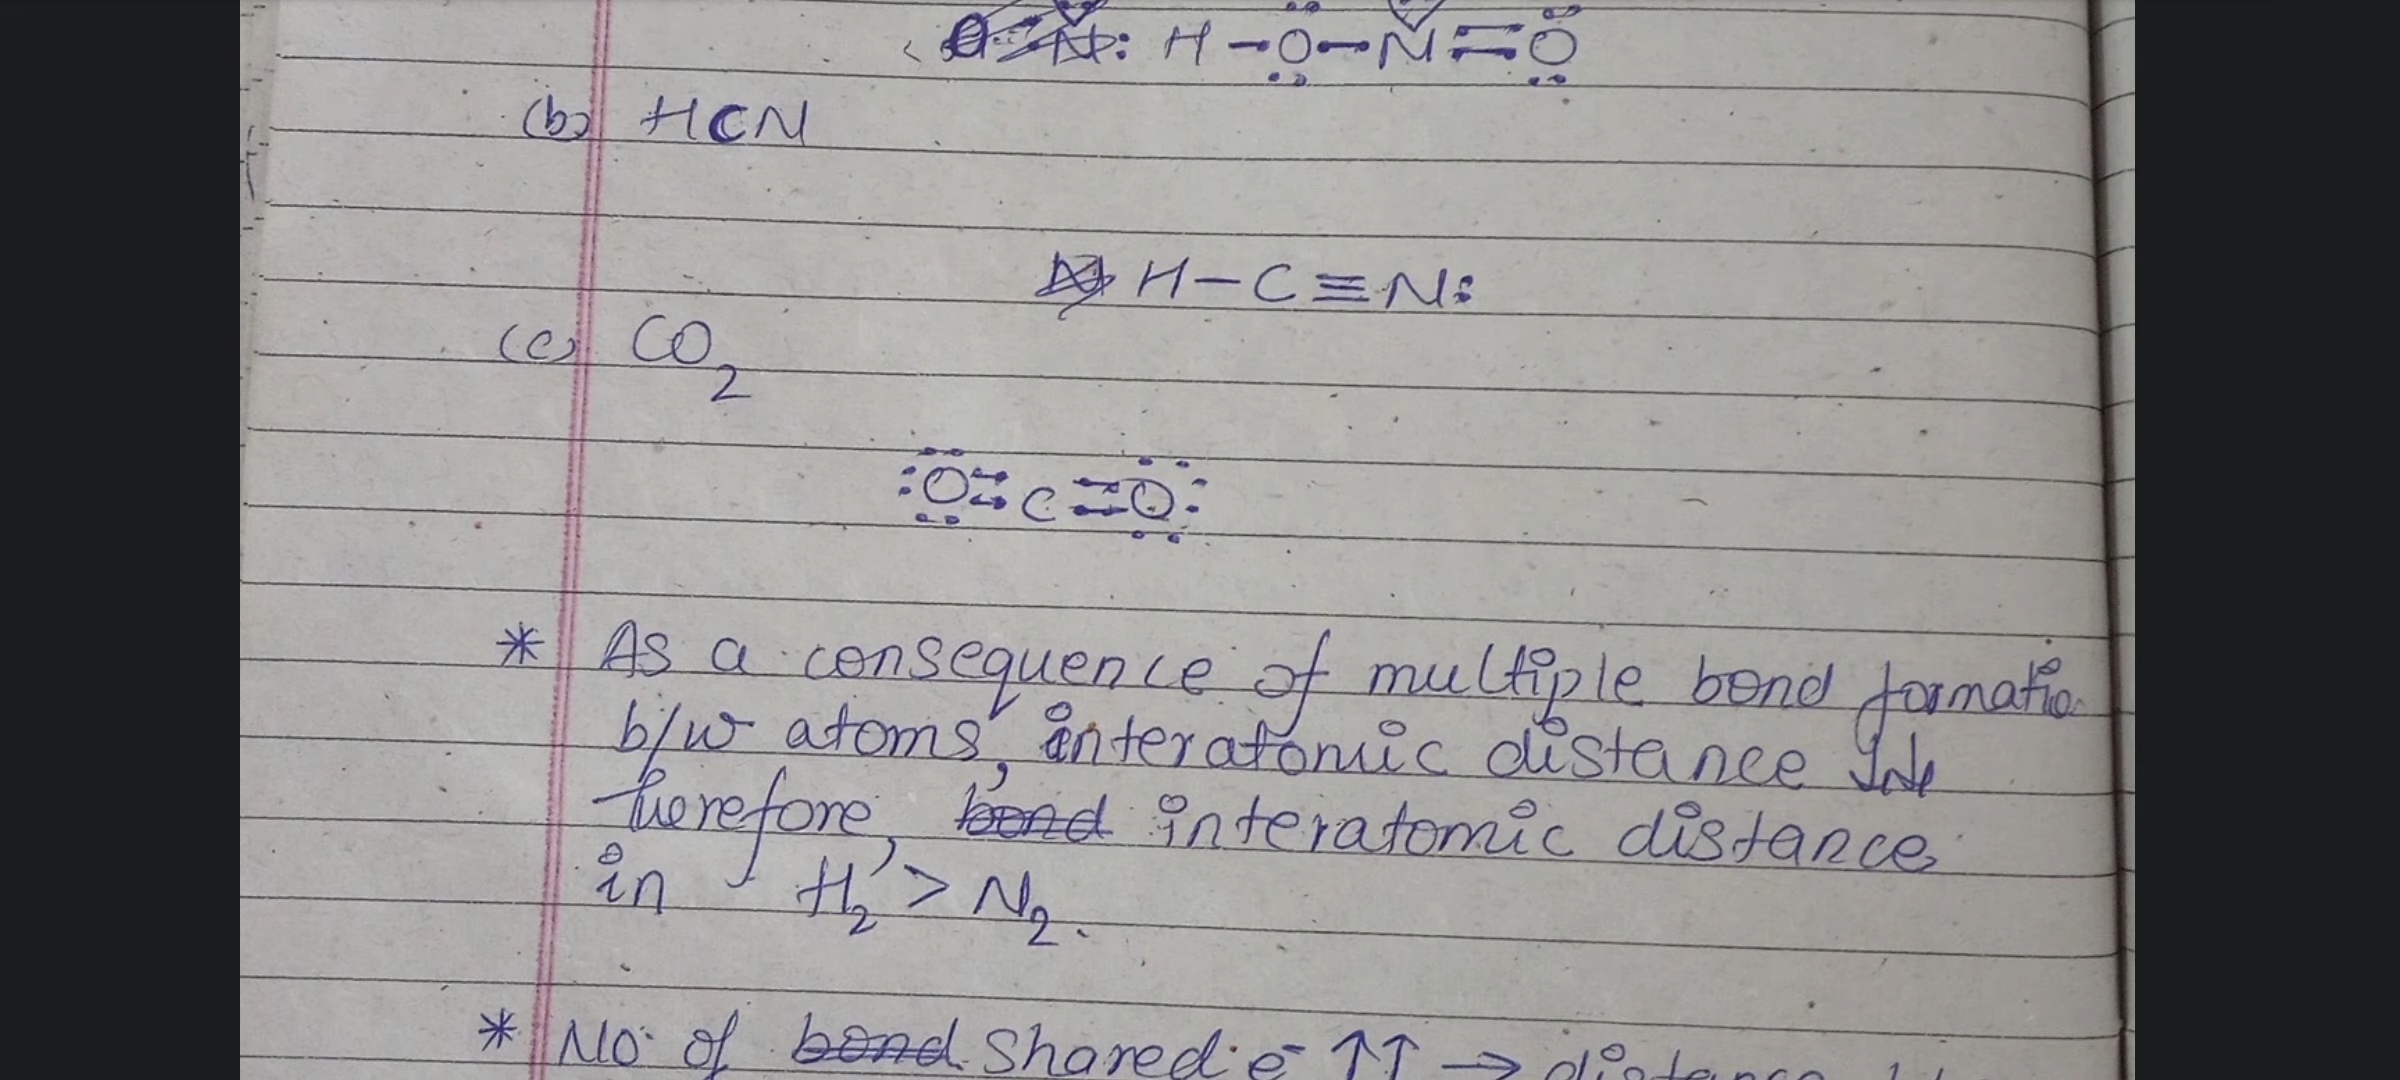 H-O-N=O
(b) HCN
H-C≡N:
(c) CO2
:O=C=O:
* As a consequence of multiple bond formatio
b/w atoms, interatomic distance
therefore, bond interatomic distance
in H2 > N2.
* No. of bond shared e- ↑↑ → distance